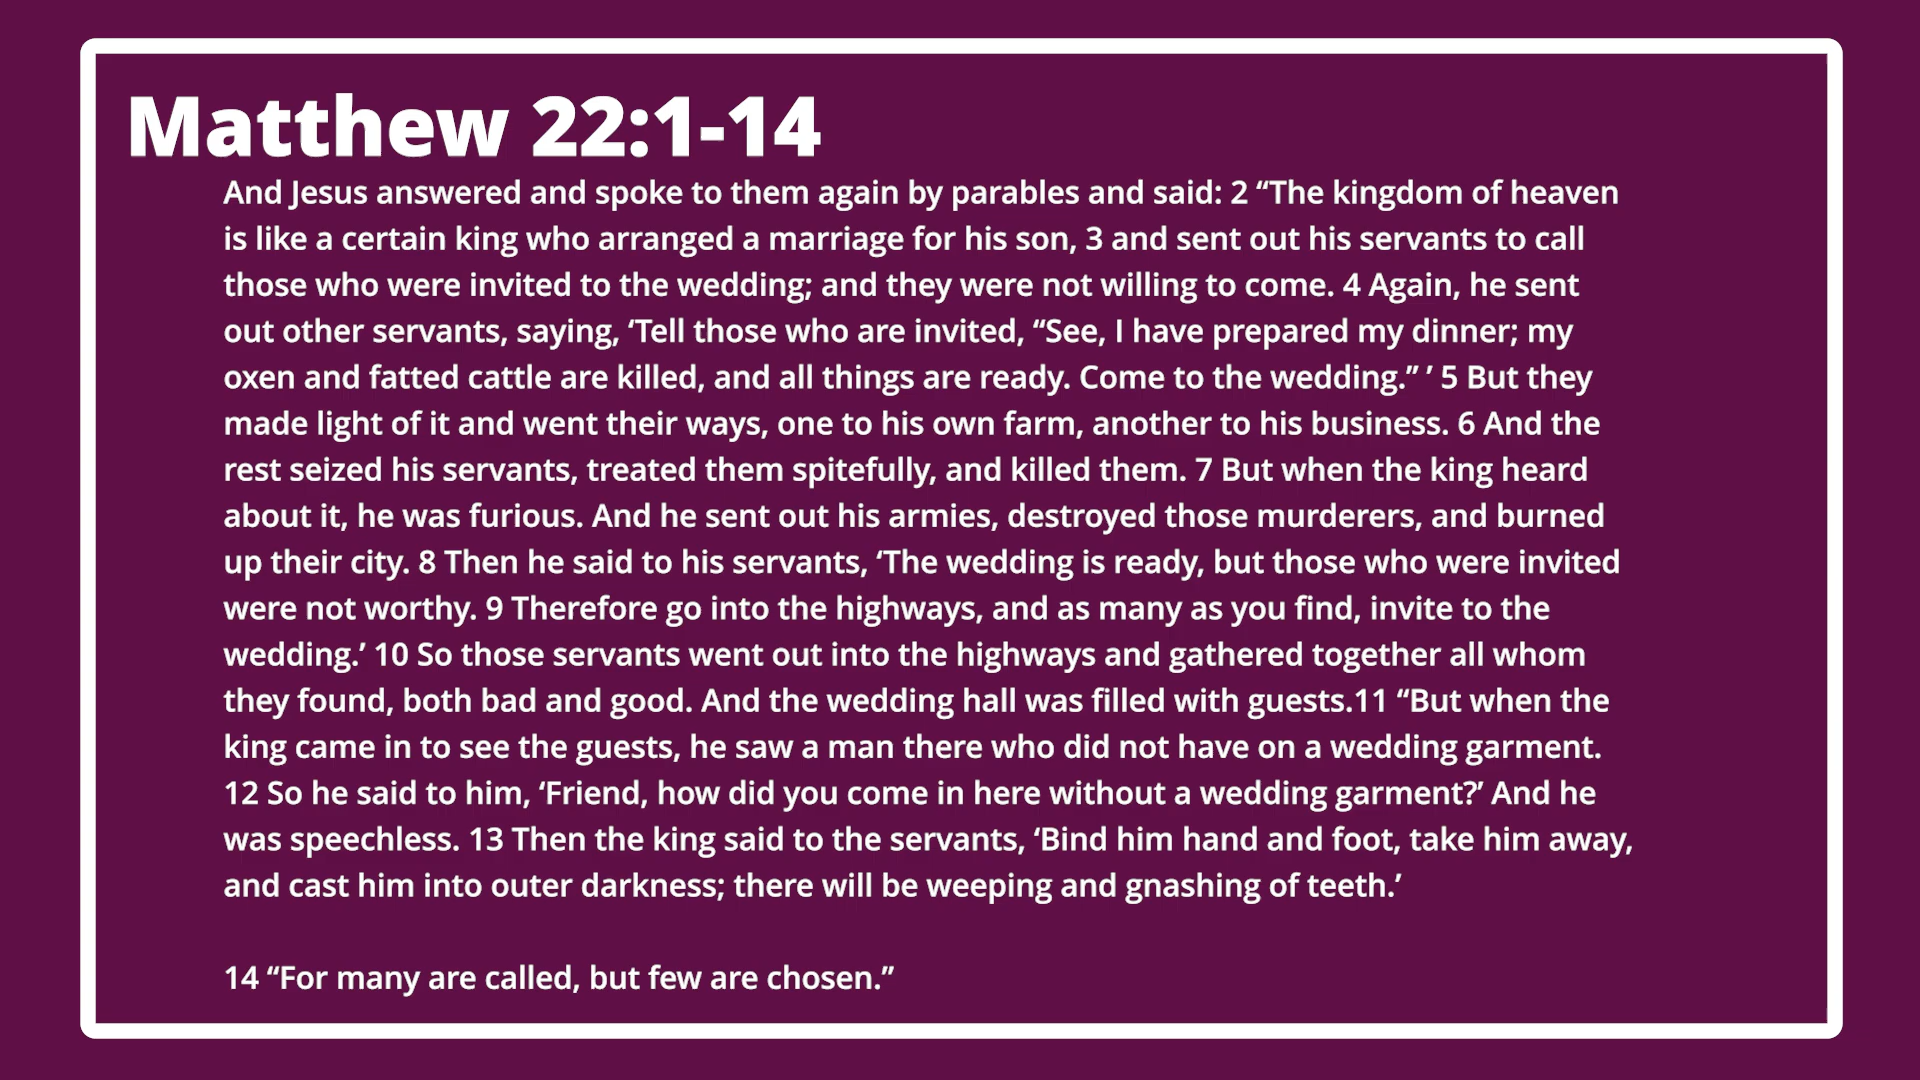 Matthew 22:1-14
And Jesus answered and spoke to them again by parables and said: 2 “The kingdom of heaven
is like a certain king who arranged a marriage for his son, 3 and sent out his servants to call
those who were invited to the wedding; and they were not willing to come. 4 Again, he sent
out other servants, saying, ‘Tell those who are invited, “See, I have prepared my dinner; my
oxen and fatted cattle are killed, and all things are ready. Come to the wedding.” ’ 5 But they
made light of it and went their ways, one to his own farm, another to his business. 6 And the
rest seized his servants, treated them spitefully, and killed them. 7 But when the king heard
about it, he was furious. And he sent out his armies, destroyed those murderers, and burned
up their city. 8 Then he said to his servants, ‘The wedding is ready, but those who were invited
were not worthy. 9 Therefore go into the highways, and as many as you find, invite to the
wedding.’ 10 So those servants went out into the highways and gathered together all whom
they found, both bad and good. And the wedding hall was filled with guests.11 “But when the
king came in to see the guests, he saw a man there who did not have on a wedding garment.
12 So he said to him, ‘Friend, how did you come in here without a wedding garment?’ And he
was speechless. 13 Then the king said to the servants, ‘Bind him hand and foot, take him away,
and cast him into outer darkness; there will be weeping and gnashing of teeth.’
14 “For many are called, but few are chosen.”